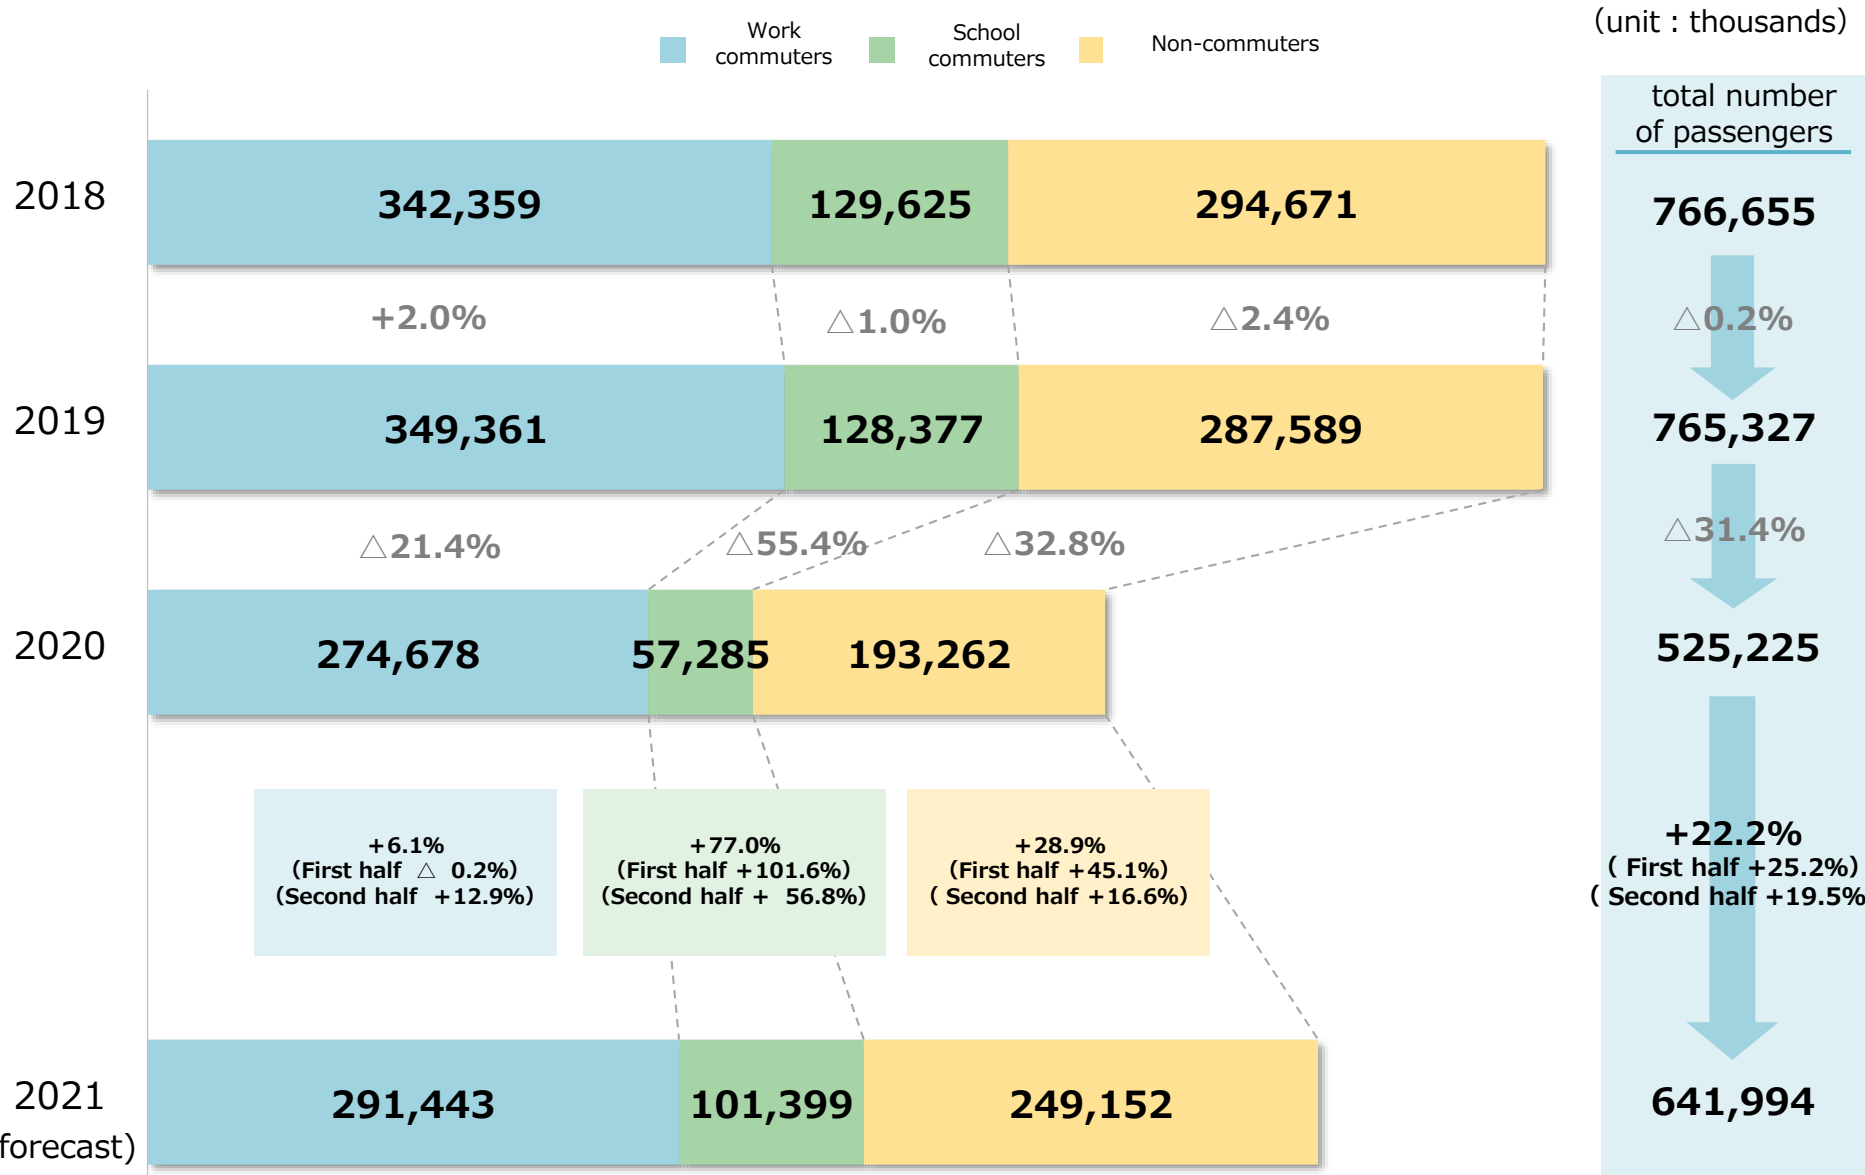 (unit : thousands)
Work
commuters
School
commuters
Non-commuters
total number
of passengers
2018
342,359
129,625
294,671
766,655
+2.0%
△1.0%
△2.4%
△0.2%
2019
349,361
128,377
287,589
765,327
△21.4%
△55.4%
△32.8%
△31.4%
2020
274,678
57,285
193,262
525,225
+6.1%
(First half △ 0.2%)
(Second half +12.9%)
+77.0%
(First half +101.6%)
(Second half + 56.8%)
+28.9%
(First half +45.1%)
( Second half +16.6%)
+22.2%
( First half +25.2%)
( Second half +19.5%
2021
forecast)
291,443
101,399
249,152
641,994